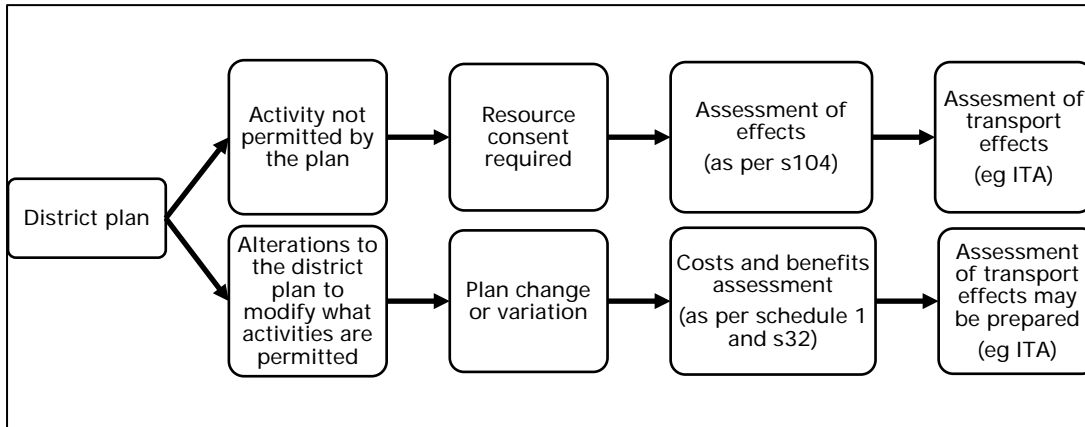 District plan
Activity not
permitted by
the plan
Resource
consent
required
Assessment of
effects
(as per s104)
Assesment of
transport
effects
(eg ITA)
Alterations to
the district
plan to
modify what
activities are
permitted
Plan change
or variation
Costs and benefits
assessment
(as per schedule 1
and s32)
Assessment
of transport
effects may
be prepared
(eg ITA)